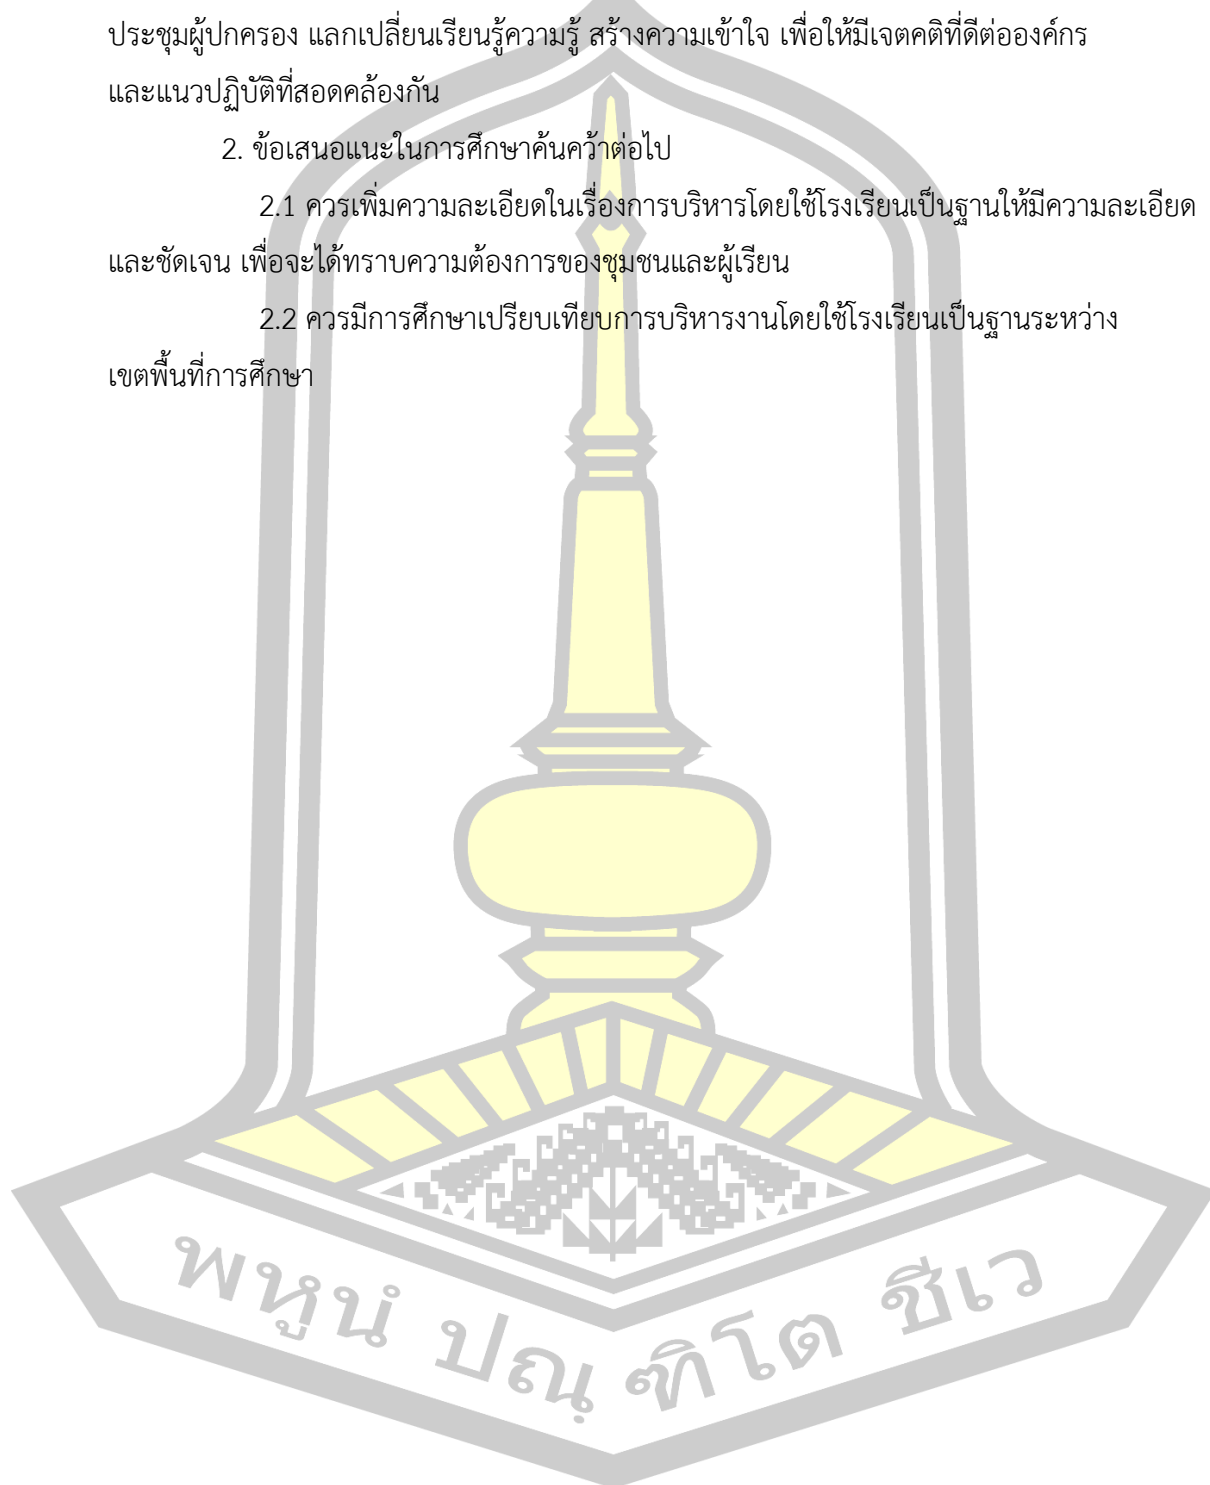 ประชุมผู้ปกครอง แลกเปลี่ยนเรียนรู้ความรู้ สร้างความเข้าใจ เพื่อให้มีเจตคติที่ดีต่อองค์กร
และแนวปฏิบัติที่สอดคล้องกัน
2. ข้อเสนอแนะในการศึกษาค้นคว้าต่อไป
2.1 ควรเพิ่มความละเอียดในเรื่องการบริหารโดยใช้โรงเรียนเป็นฐานให้มีความละเอียด
และชัดเจน เพื่อจะได้ทราบความต้องการของชุมชนและผู้เรียน
2.2 ควรมีการศึกษาเปรียบเทียบการบริหารงานโดยใช้โรงเรียนเป็นฐานระหว่าง
เขตพื้นที่การศึกษา
พหูนํ ปณฺ ฑิโต ชีเว